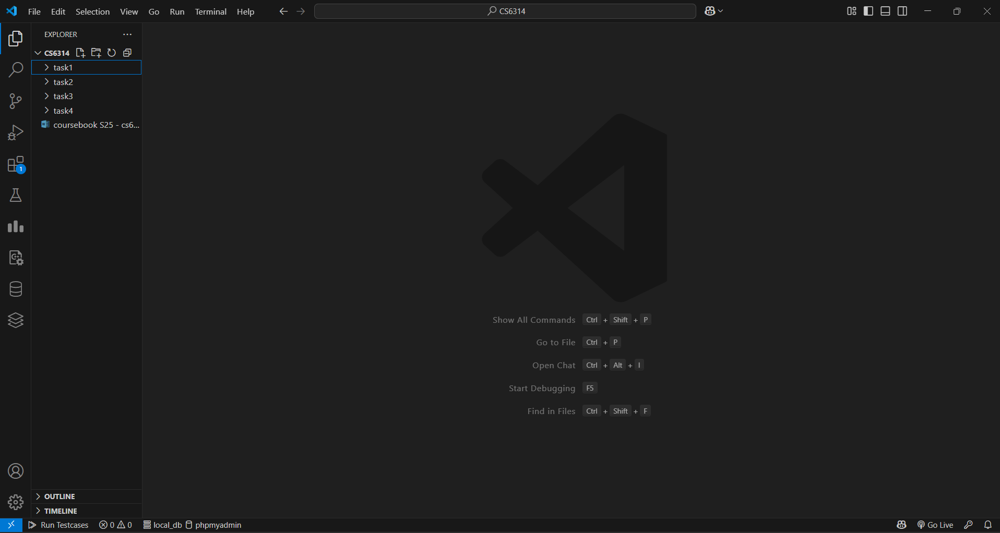 File Edit Selection View Go Run Terminal Help
CS6314
EXPLORER
CS6314
task1
task2
task3
task4
coursebook S25 - cs6...
1
Show All Commands Ctrl + Shift + P
Go to File Ctrl + P
Open Chat Ctrl + Alt + I
Start Debugging F5
Find in Files Ctrl + Shift + F
OUTLINE
TIMELINE
Run Testcases 0 0 local_db phpmyadmin Go Live